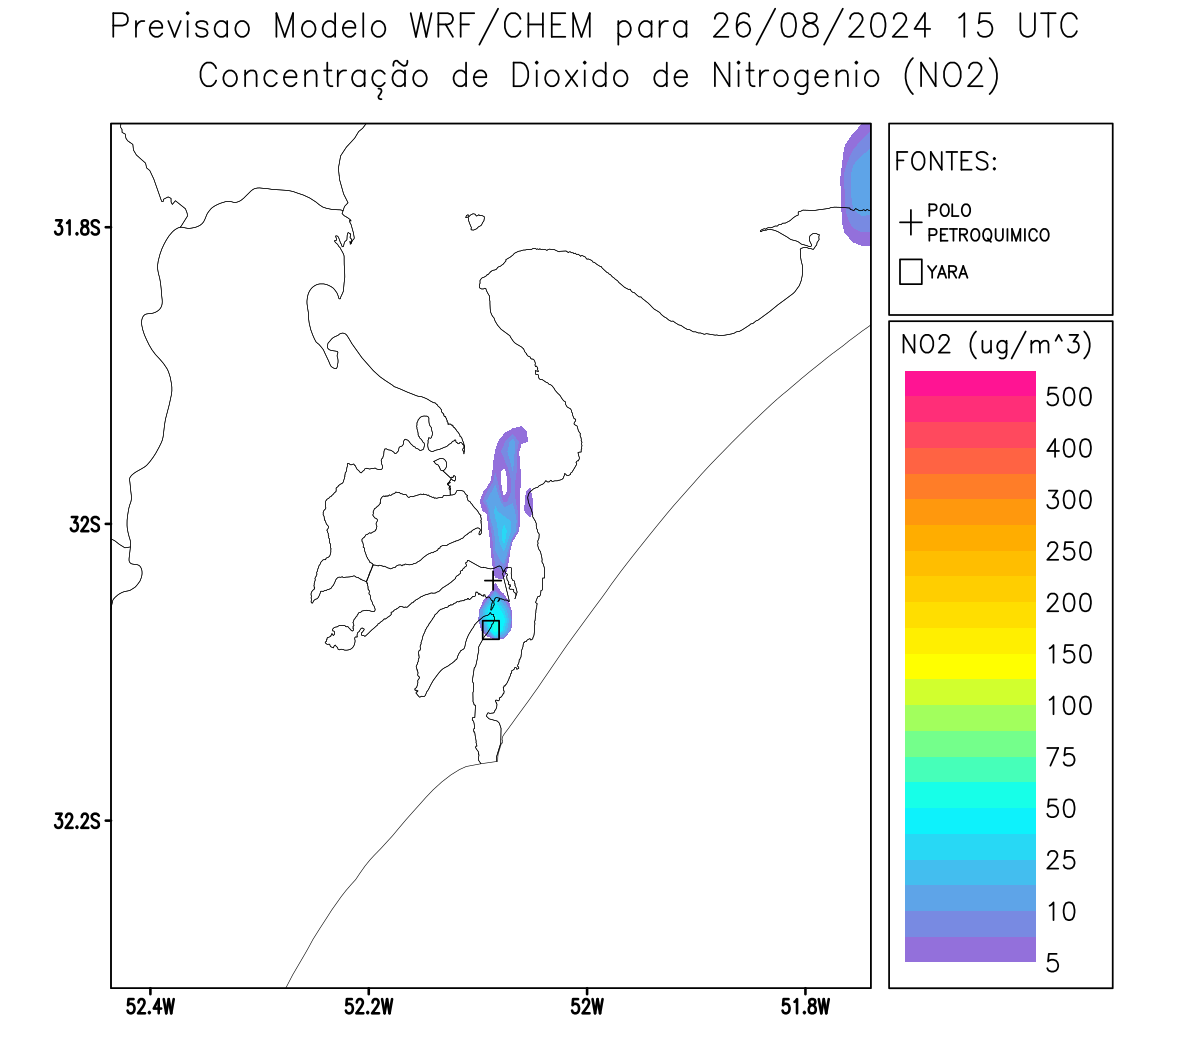 Previsao Modelo WRF/CHEM para 26/08/2024 15 UTC
Concentração de Dioxido de Nitrogenio (NO2)
FONTES:
POLO
PETROQUIMICO
YARA
NO2 (ug/m^3)
500
400
300
250
200
150
100
75
50
25
10
5
31.8S
32S
32.2S
52.4W
52.2W
52W
51.8W